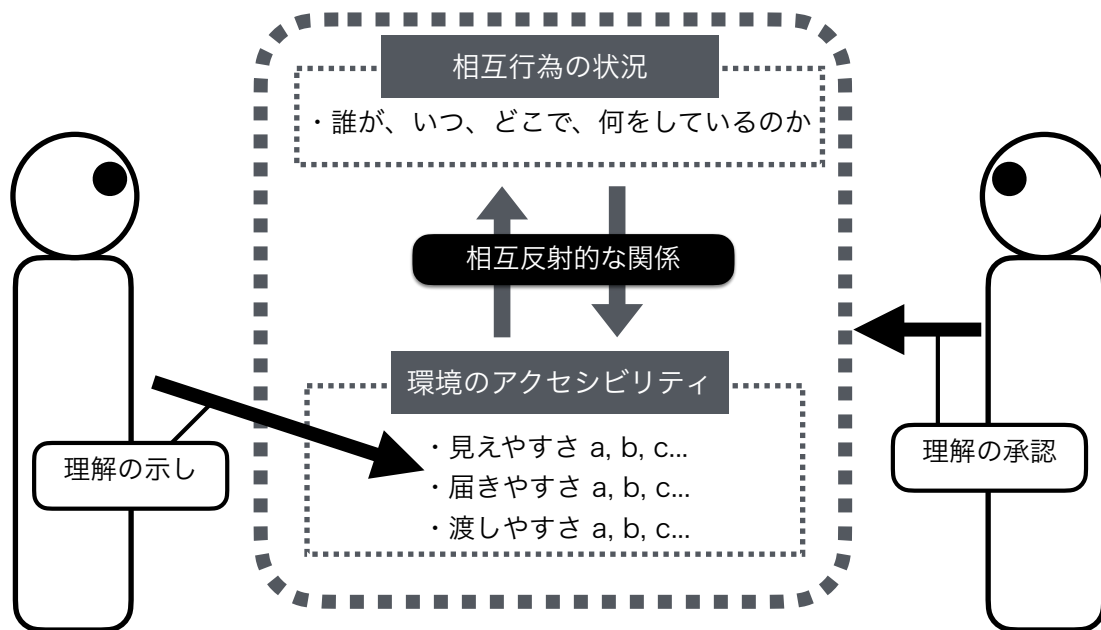 相互行為の状況
・誰が、いつ、どこで、何をしているのか
相互反射的な関係
環境のアクセシビリティ
・見えやすさ a, b, c...
・届きやすさ a, b, c...
・渡しやすさ a, b, c...
理解の示し
理解の承認